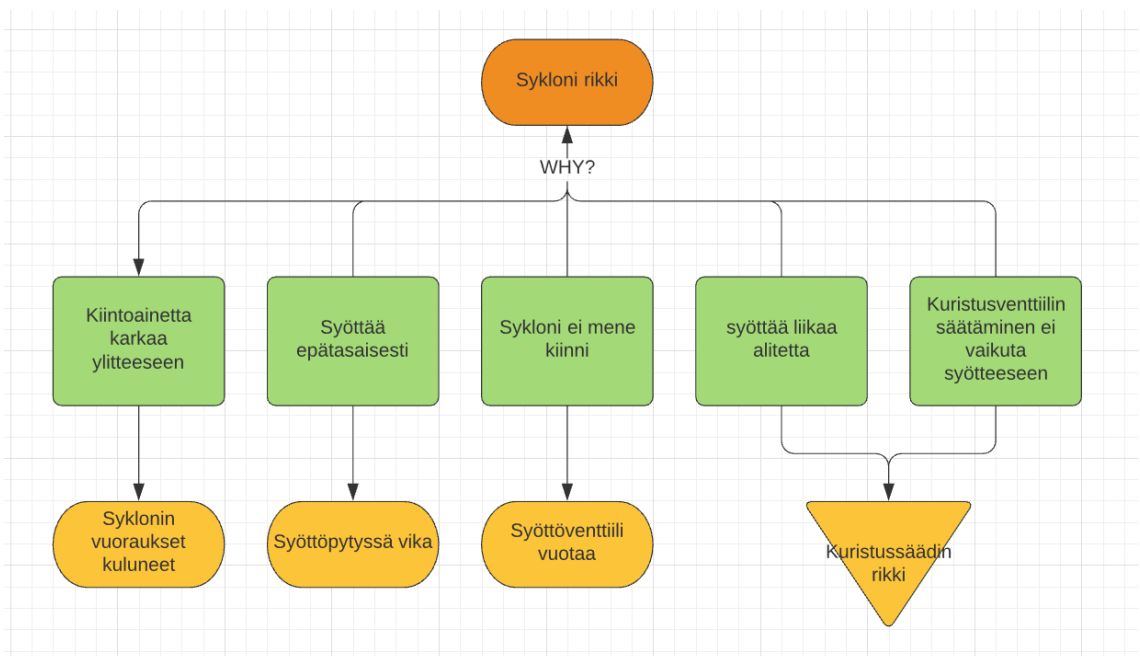 Sykloni rikki
WHY?
Kiintoainetta
karkaa
ylitteeseen
Syöttää
epätasaisesti
Sykloni ei mene
kiinni
syöttää liikaa
alitetta
Kuristusventtiilin
säätäminen ei
vaikuta
syötteeseen
Syklonin
vuoraukset
kuluneet
Syöttöpytyssä vika
Syöttöventtiili
vuotaa
Kuristussäädin
rikki